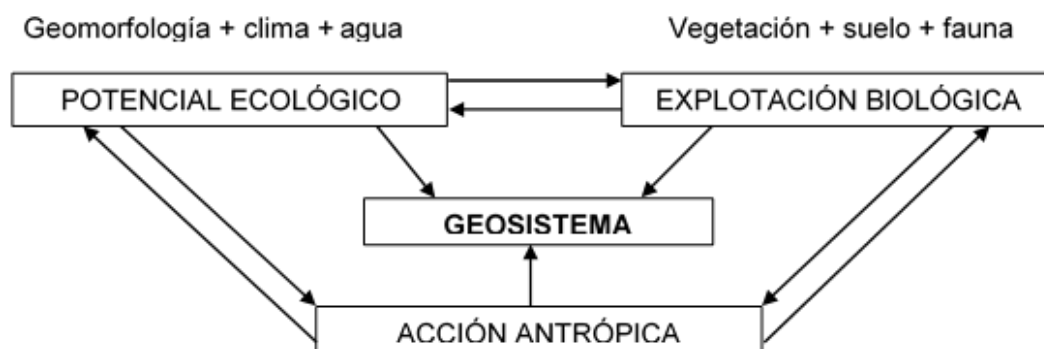 Geomorfología + clima + agua
Vegetación + suelo + fauna
POTENCIAL ECOLÓGICO
EXPLOTACIÓN BIOLÓGICA
GEOSISTEMA
ACCIÓN ANTRÓPICA